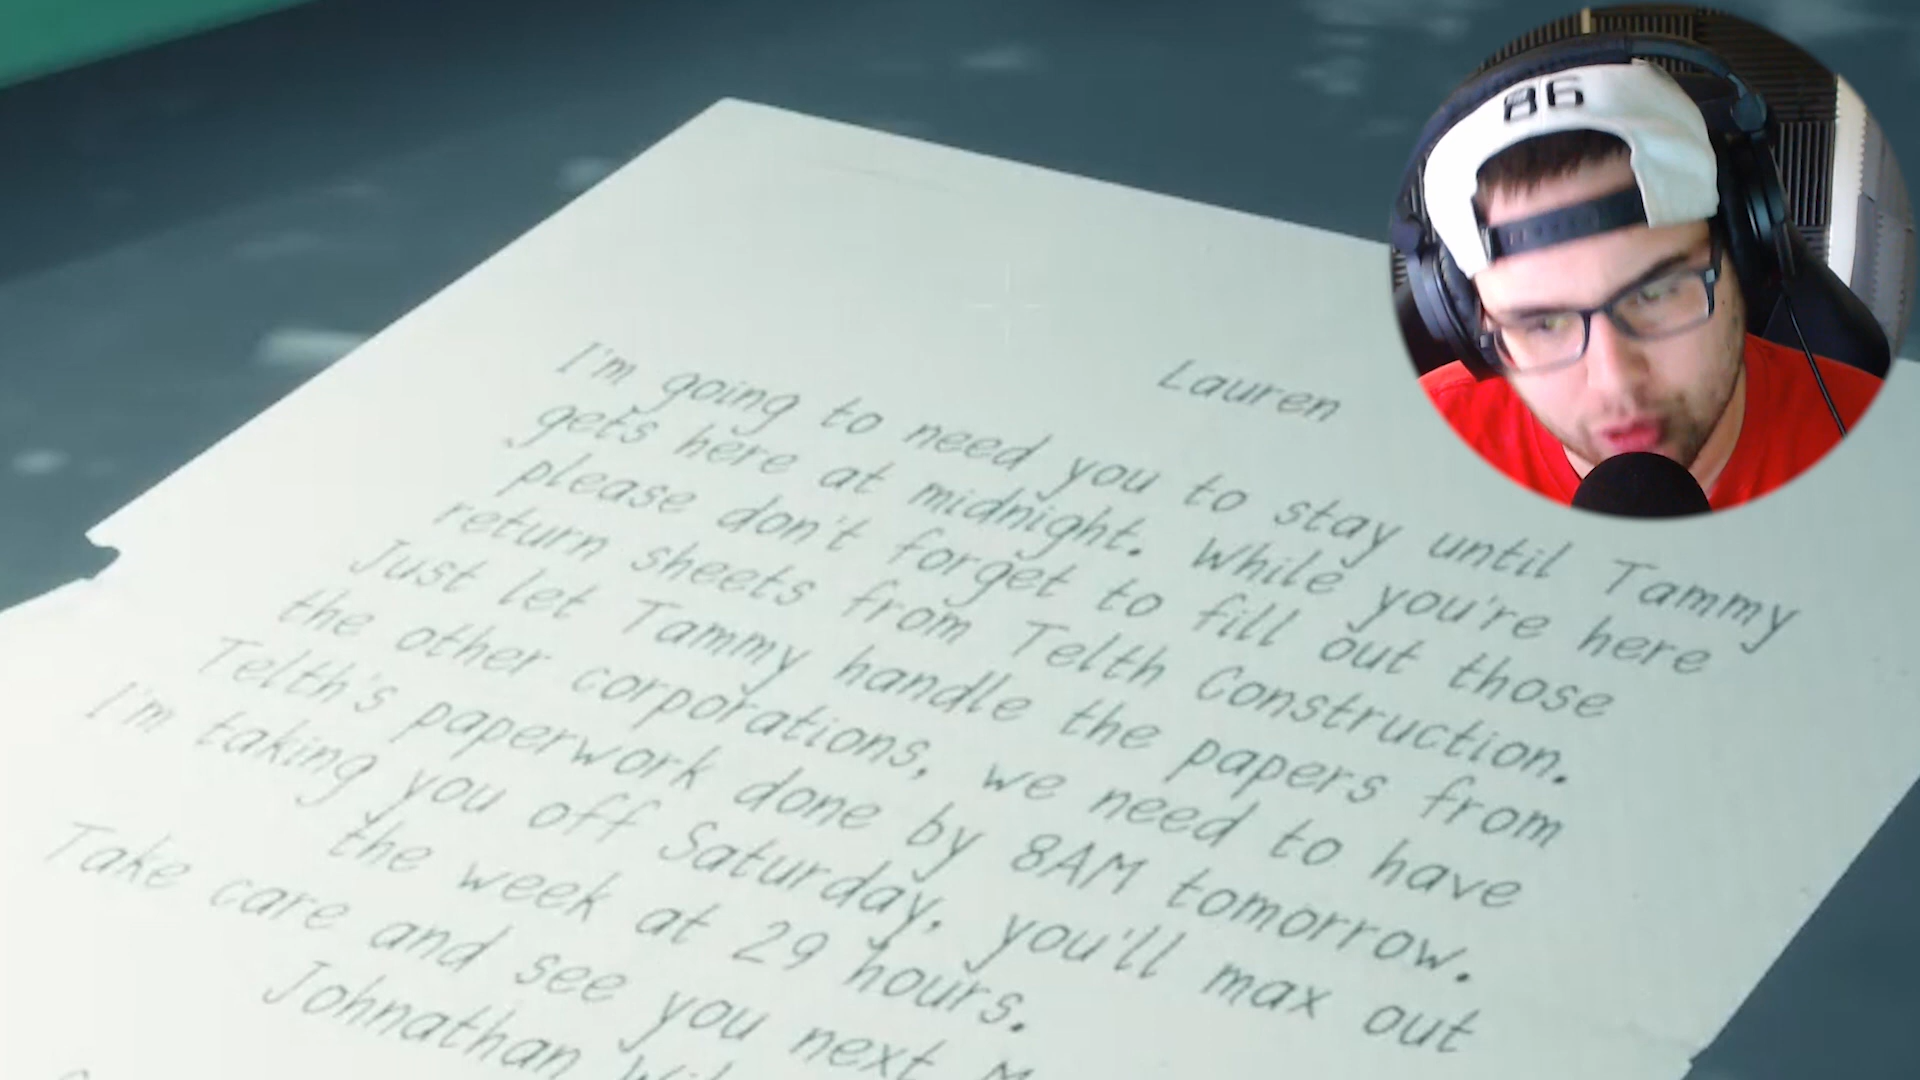 86
Lauren
I'm going to need you to stay until Tammy
gets here at midnight. While you're here
please don't forget to fill out those
return sheets from Telth Construction.
Just let Tammy handle the papers from
the other corporations, we need to have
Telth's paperwork done by 8AM tomorrow.
I'm taking you off Saturday, you'll max out
the week at 29 hours.
Take care and see you next
Johnathan